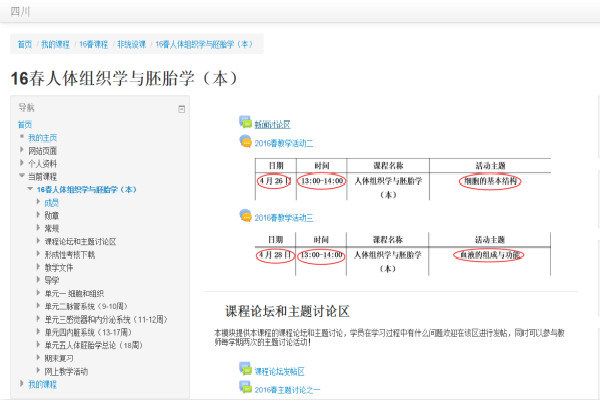 四川
首页 / 我的课程 / 16春课程 / 非统设课 / 16春人体组织学与胚胎学（本）
16春人体组织学与胚胎学（本）
导航
首页
我的主页
网站页面
个人资料
当前课程
16春人体组织学与胚胎学（本）
成员
勋章
常规
课程论坛和主题讨论区
形成性考核下载
教学文件
导学
单元一 细胞和组织
单元二脉管系统（9-10周）
单元三感觉器和内分泌系统（11-12周）
单元四内脏系统（13-17周）
单元五人体胚胎学总论（18周）
期末复习
网上教学活动
我的课程
新闻讨论区
2016春教学活动二
日期 时间 课程名称 活动主题
4月26日 13:00-14:00 人体组织学与胚胎学（本） 细胞的基本结构
2016春教学活动三
日期 时间 课程名称 活动主题
4月28日 13:00-14:00 人体组织学与胚胎学（本） 血液的组成与功能
课程论坛和主题讨论区
本模块提供本课程的课程论坛和主题讨论，学员在学习过程中有什么问题欢迎在该区进行发帖，同时可以参与教
师每学期两次的主题讨论活动！
课程论坛发帖区
2016春主题讨论之一